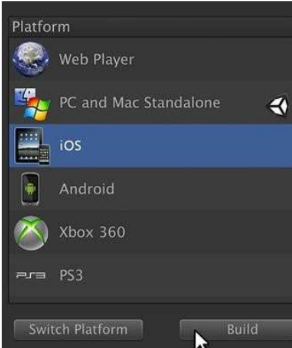 Platform
Web Player
PC and Mac Standalone
iOS
Android
Xbox 360
PS3 PS3
Switch Platform Build